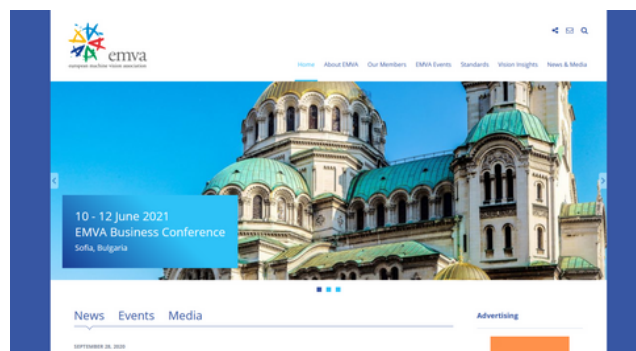 emva
european machine vision association
Home About EMVA Our Members EMVA Events Standards Vision Insights News & Media
10 - 12 June 2021
EMVA Business Conference
Sofia, Bulgaria
News Events Media
Advertising
SEPTEMBER 28, 2020